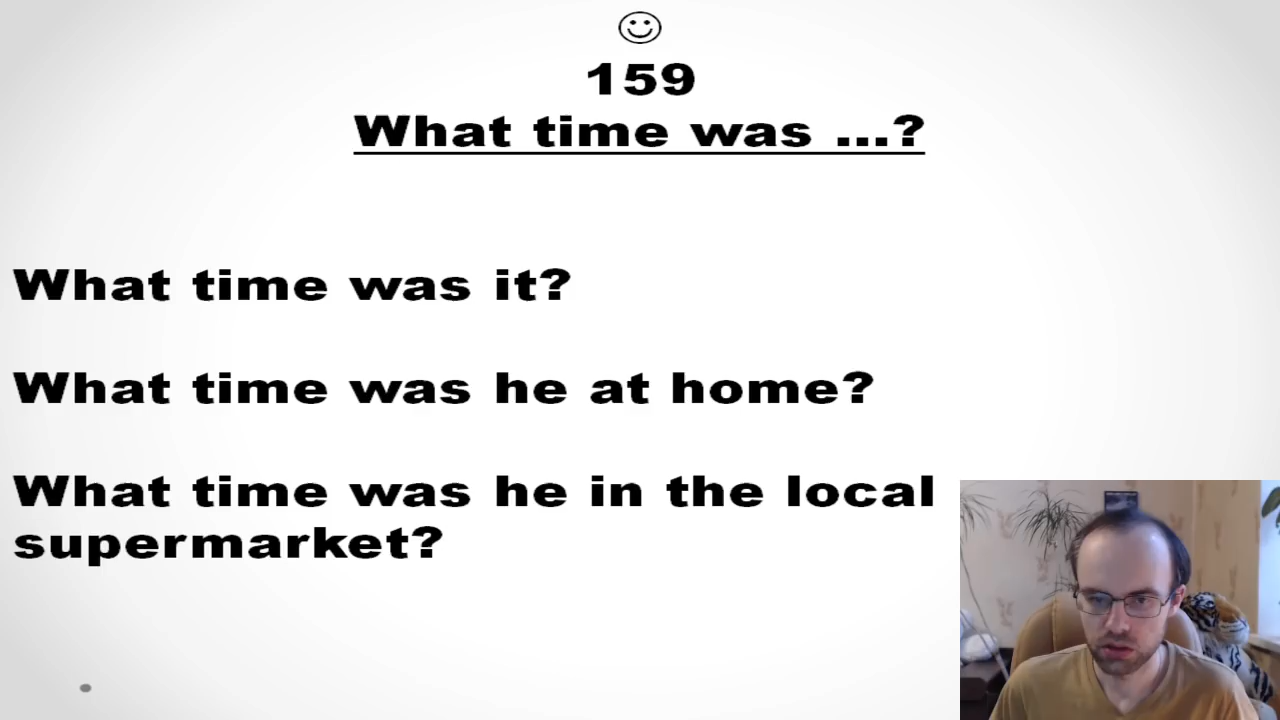 159
What time was ...?
What time was it?
What time was he at home?
What time was he in the local
supermarket?